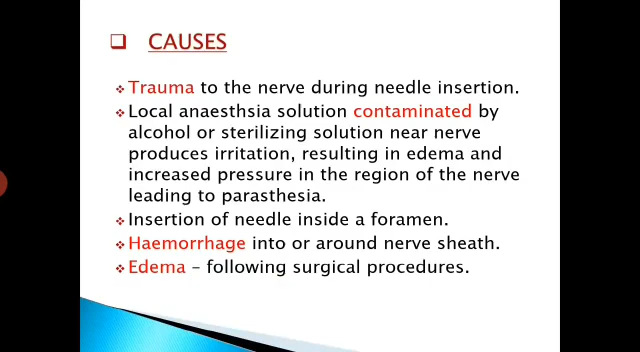 CAUSES
Trauma to the nerve during needle insertion.
Local anaesthsia solution contaminated by
alcohol or sterilizing solution near nerve
produces irritation, resulting in edema and
increased pressure in the region of the nerve
leading to parasthesia.
Insertion of needle inside a foramen.
Haemorrhage into or around nerve sheath.
Edema – following surgical procedures.